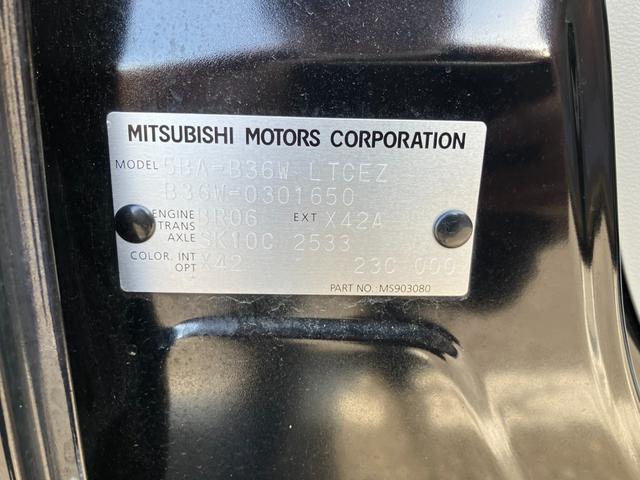 MITSUBISHI MOTORS CORPORATION
MODEL 5BA-B36W LTCEZ
B36W-0301650
ENGINE BR06 EXT X42A
TRANS
AXLE SK10C 2533
COLOR, INT X42 23C 000
OPT
PART NO. MS903080